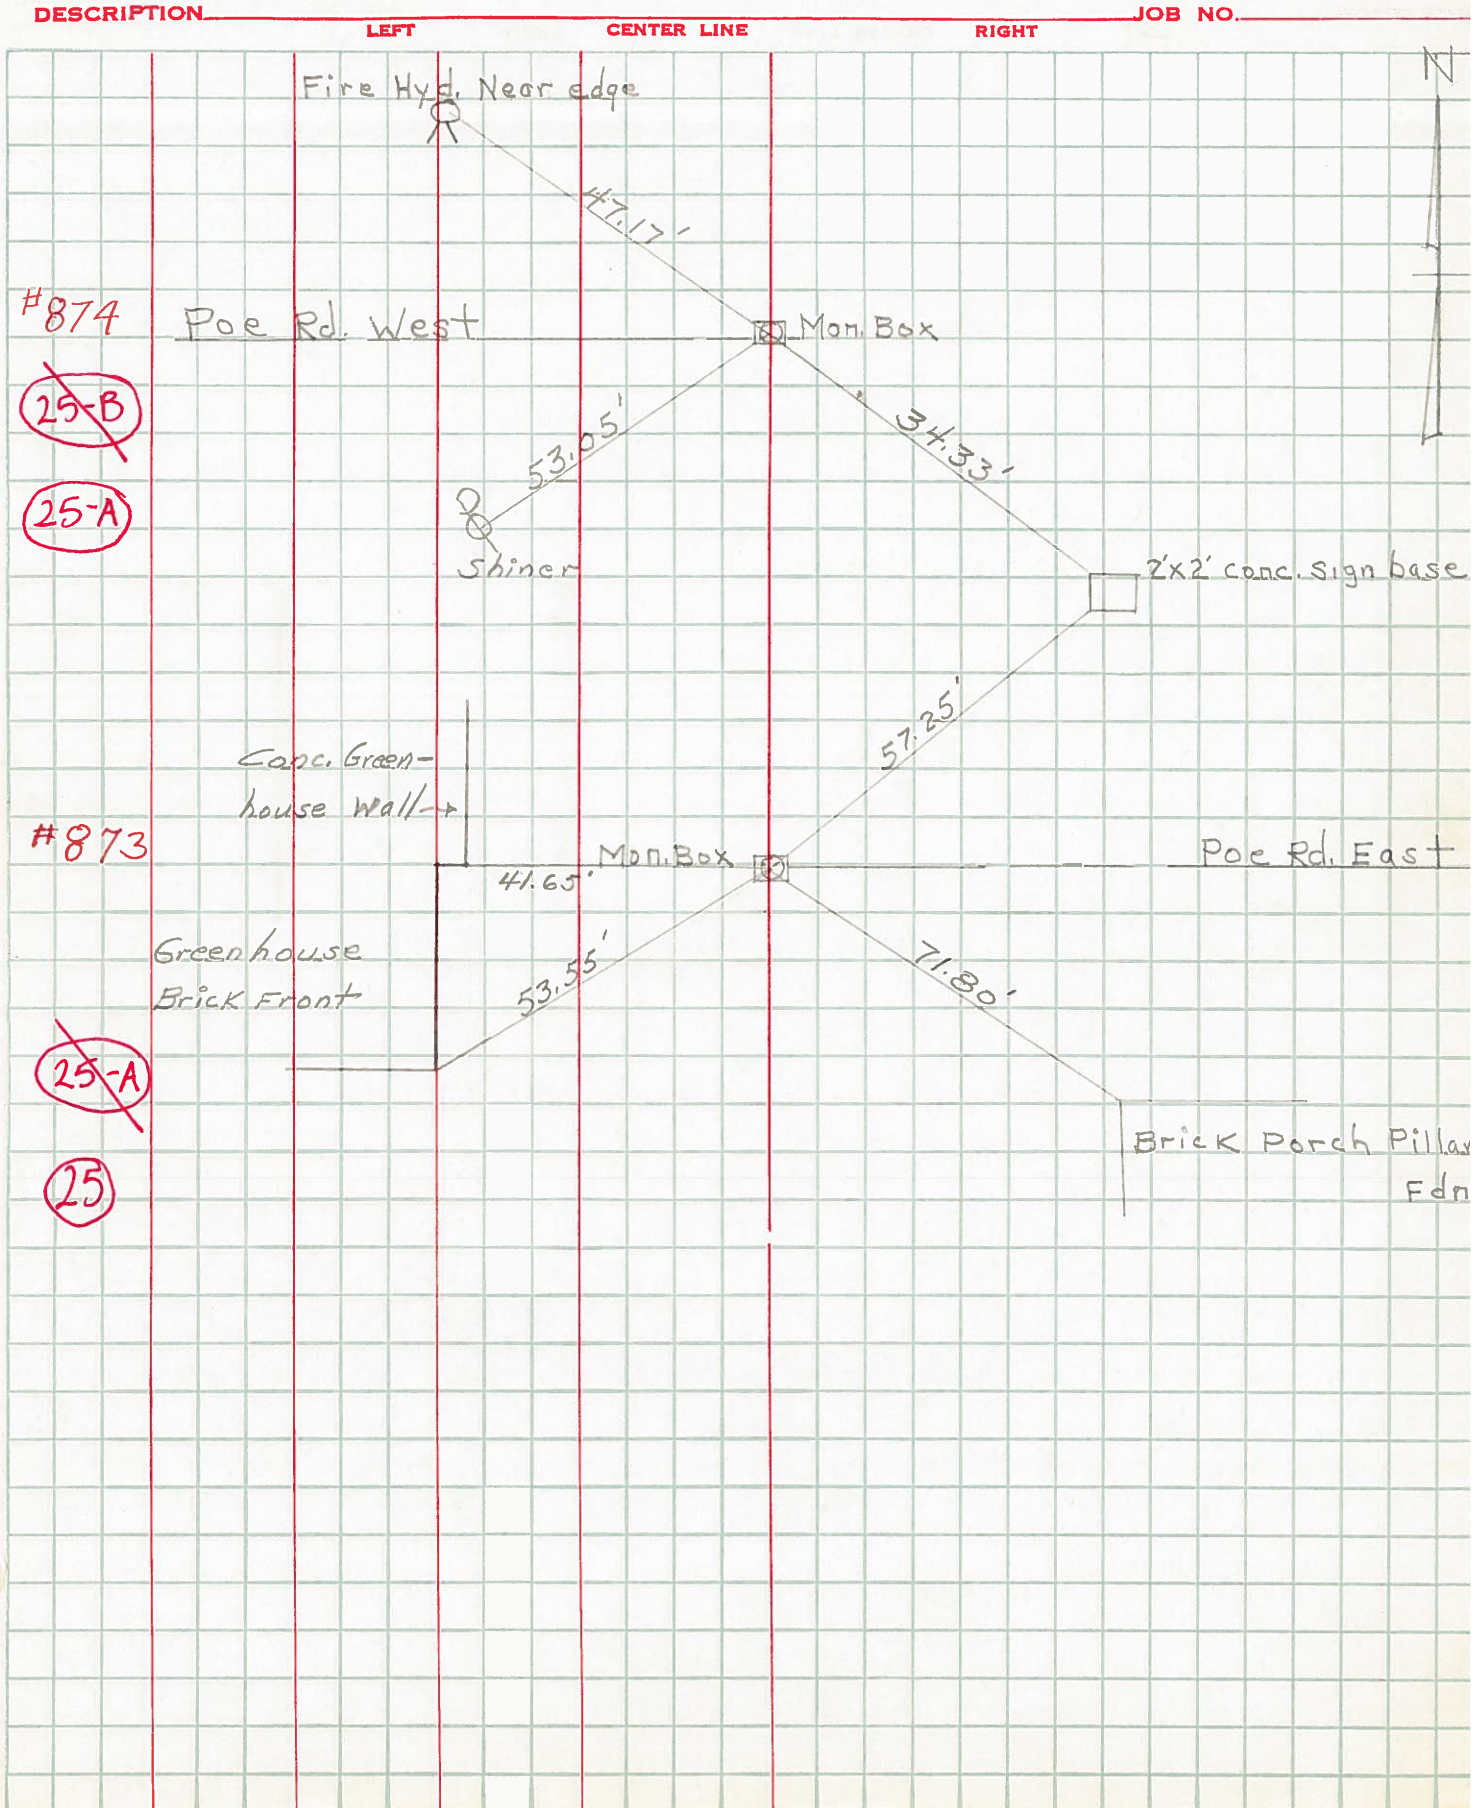 DESCRIPTION JOB NO.
LEFT CENTER LINE RIGHT
N
Fire Hyd. Near edge
47.17'
#874 Poe Rd. West Mon. Box
25-B
53.05'
34.33'
25-A
Shiner
2'x2' conc. sign base
57.25'
Conc. Green-
house Wall
#873 Mon. Box Poe Rd. East
41.65'
Greenhouse
Brick Front
53.55'
71.80'
25-A
Brick Porch Pillar
Fdn
25